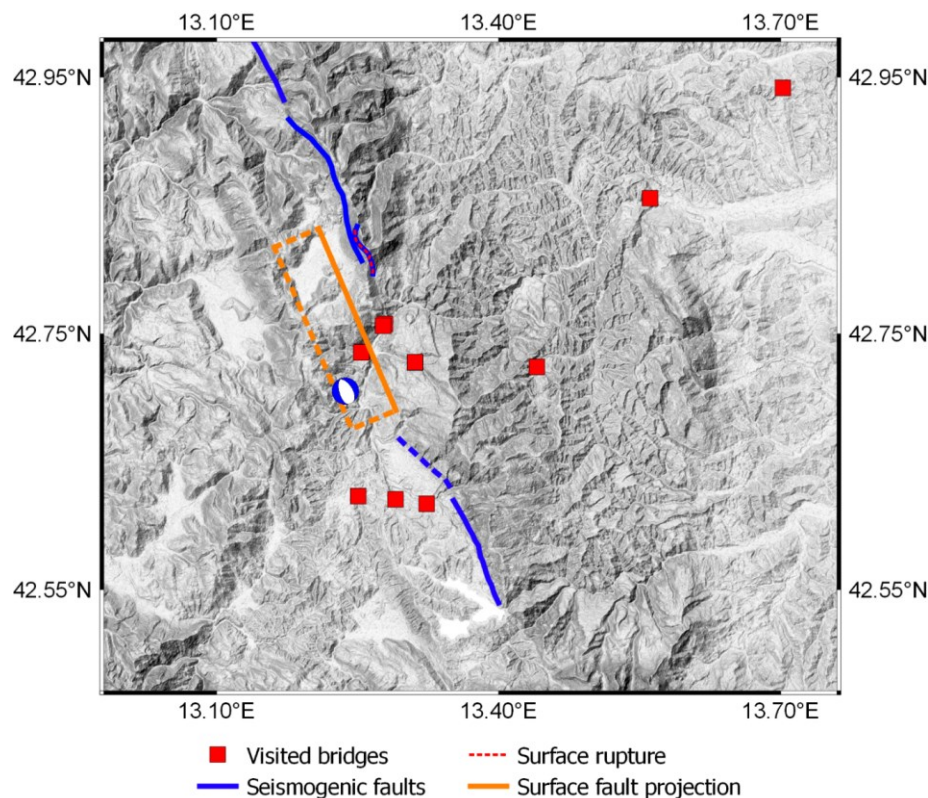 13.10°E 13.40°E 13.70°E
42.95°N 42.95°N
42.75°N 42.75°N
42.55°N 42.55°N
13.10°E 13.40°E 13.70°E
Visited bridges Surface rupture
Seismogenic faults Surface fault projection